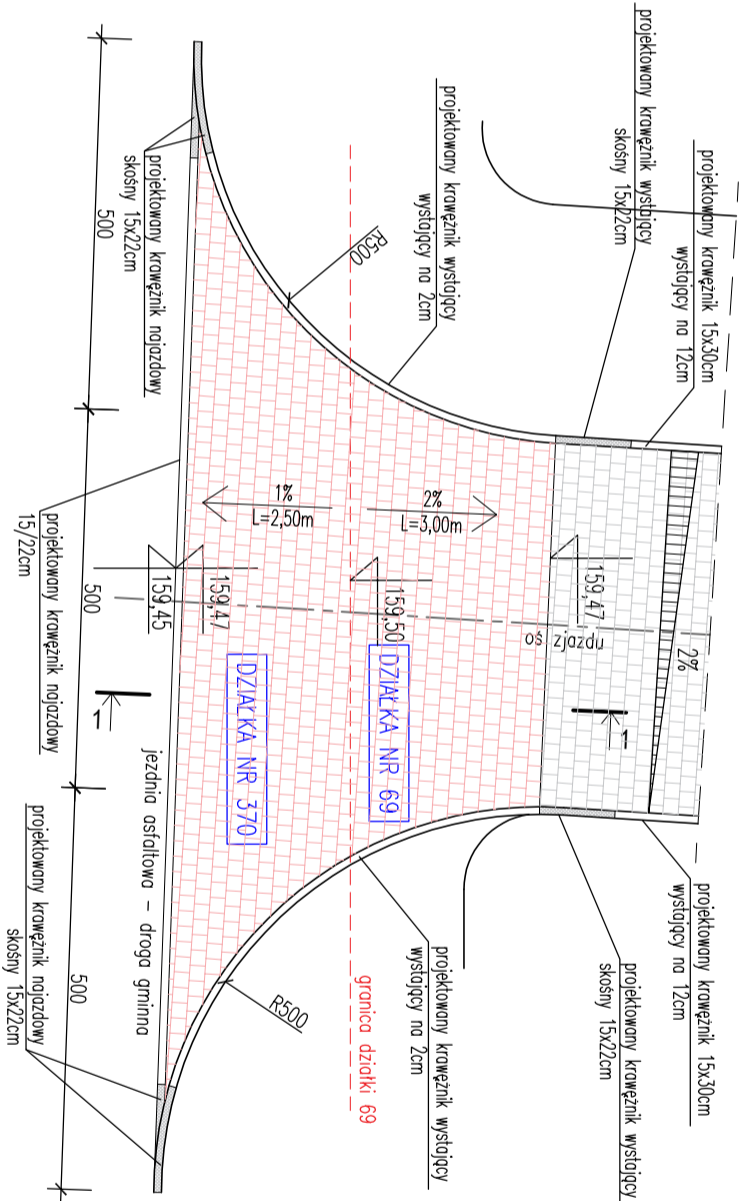 projektowany krawężnik wystający
skośny 15x22cm
projektowany krawężnik 15x30cm
wystający na 12cm
projektowany krawężnik wystający
wystający na 2cm
projektowany krawężnik najazdowy
skośny 15x22cm
R500
500
1%
L=2,50m
2%
L=3,00m
159,47
159,45
159,50
159,47
oś zjazdu
2%
DZIAŁKA NR 69
DZIAŁKA NR 370
1
1
500
projektowany krawężnik najazdowy
15/22cm
jezdnia asfaltowa – droga gminna
granica działki 69
R500
500
projektowany krawężnik 15x30cm
wystający na 12cm
projektowany krawężnik wystający
skośny 15x22cm
projektowany krawężnik wystający
wystający na 2cm
projektowany krawężnik najazdowy
skośny 15x22cm